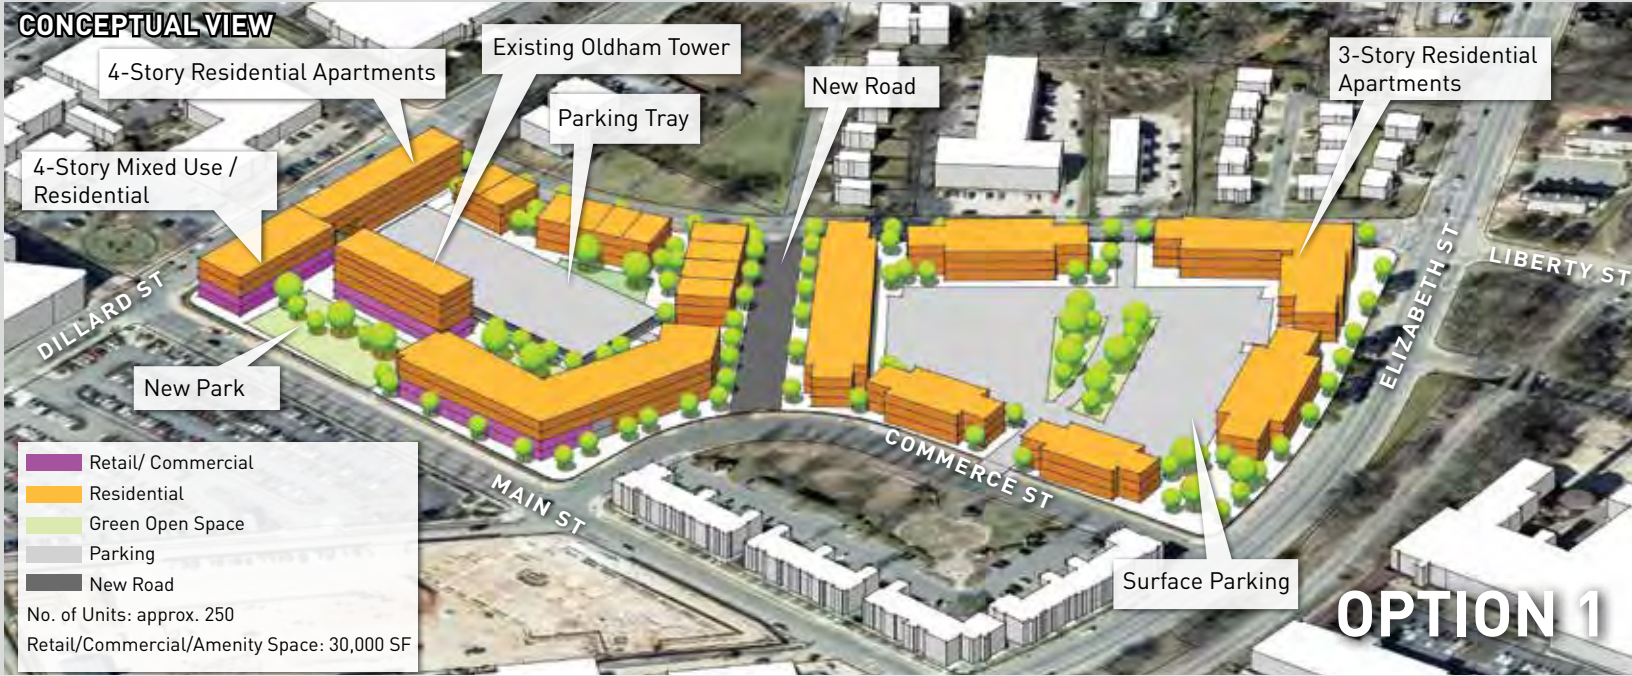 CONCEPTUAL VIEW
4-Story Residential Apartments
Existing Oldham Tower
Parking Tray
New Road
3-Story Residential
Apartments
4-Story Mixed Use /
Residential
DILLARD ST
New Park
ELIZABETH ST
LIBERTY ST
COMMERCE ST
MAIN ST
Surface Parking
Retail/ Commercial
Residential
Green Open Space
Parking
New Road
No. of Units: approx. 250
Retail/Commercial/Amenity Space: 30,000 SF
OPTION 1